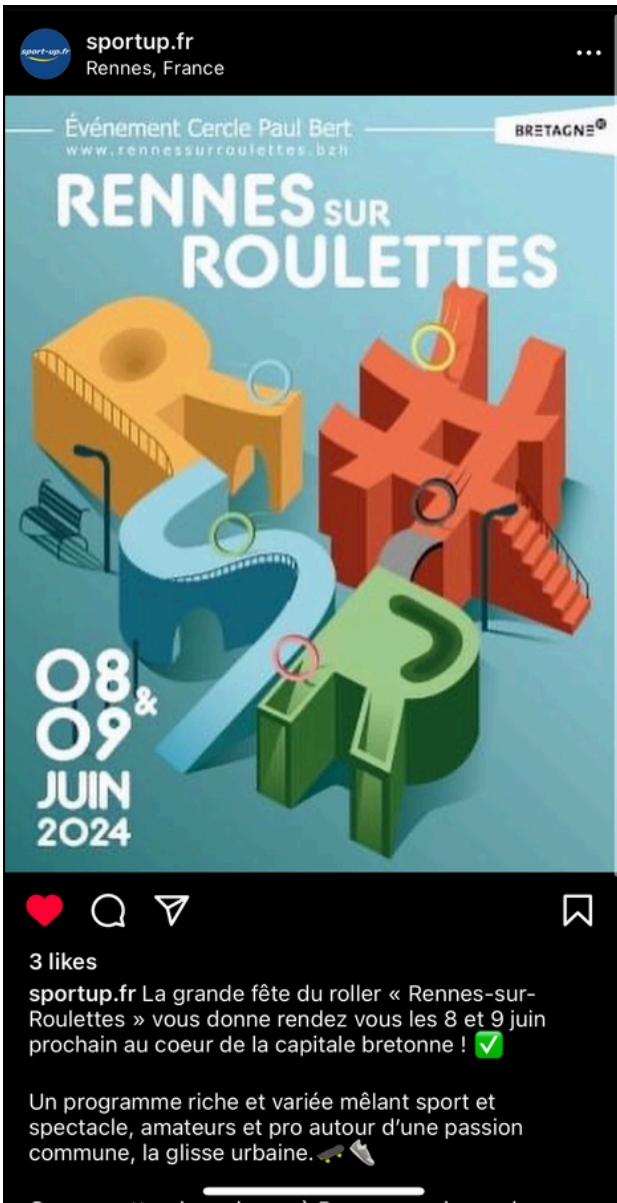 sport-up.fr
sportup.fr
Rennes, France
Événement Cercle Paul Bert
www.rennessurroulettes.bzh
BRETAGNE
RENNES SUR
ROULETTES
R#
SR
08
&
09
JUIN
2024
3 likes
sportup.fr La grande fête du roller « Rennes-sur-
Roulettes » vous donne rendez vous les 8 et 9 juin
prochain au coeur de la capitale bretonne ! ✅
Un programme riche et variée mêlant sport et
spectacle, amateurs et pro autour d’une passion
commune, la glisse urbaine.🛹👟